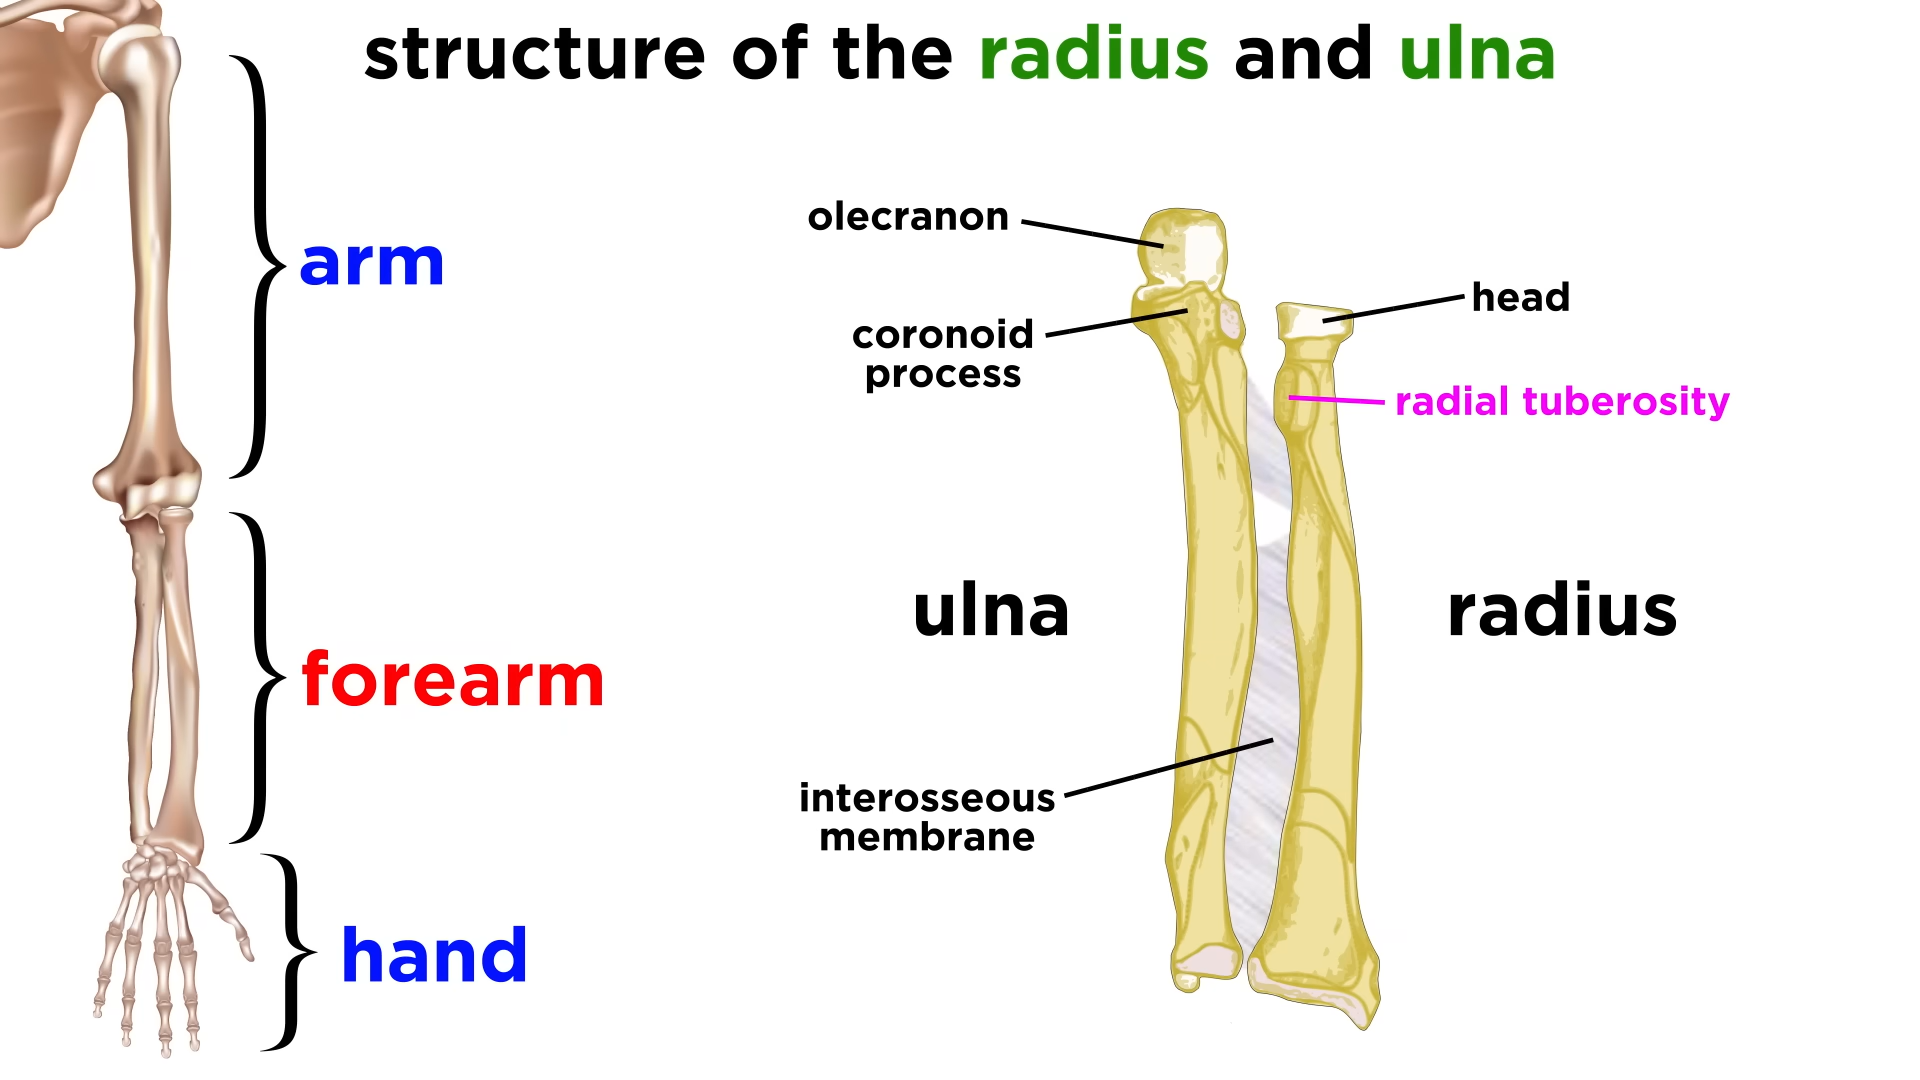 structure of the radius and ulna
arm
forearm
hand
olecranon
coronoid
process
head
radial tuberosity
ulna
radius
interosseous
membrane